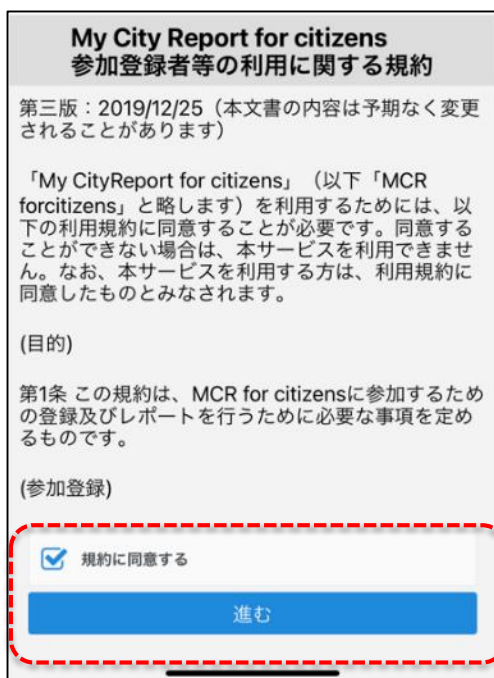 My City Report for citizens
参加登録者等の利用に関する規約
第三版：2019/12/25（本文書の内容は予期なく変更
されることがあります）
「My CityReport for citizens」（以下「MCR
forcitizens」と略します）を利用するためには、以
下の利用規約に同意することが必要です。同意する
ことができない場合は、本サービスを利用できませ
ん。なお、本サービスを利用する方は、利用規約に
同意したものとみなされます。
(目的)
第1条 この規約は、MCR for citizensに参加するため
の登録及びレポートを行うために必要な事項を定め
るものです。
(参加登録)
規約に同意する
進む